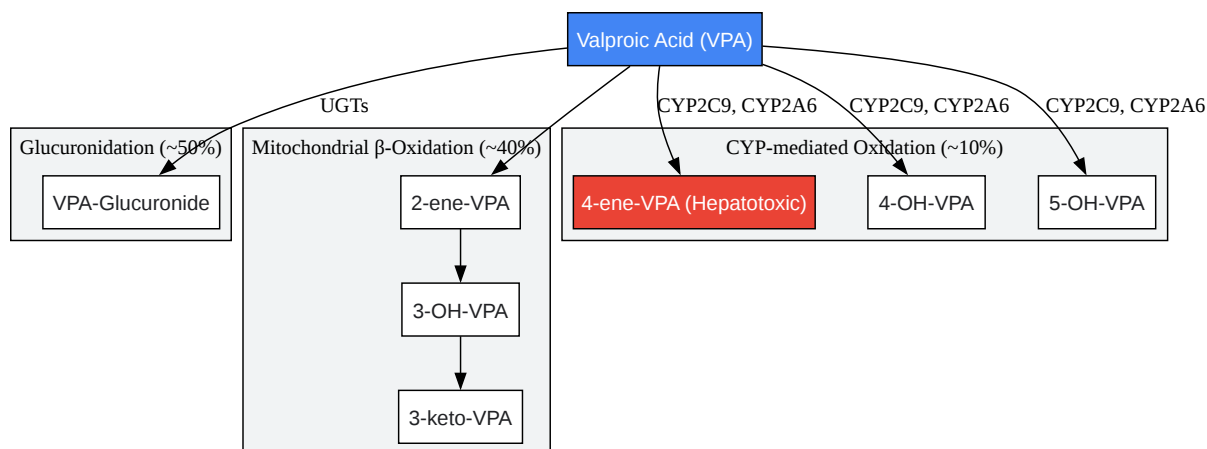 Valproic Acid (VPA)
UGTs
CYP2C9, CYP2A6
CYP2C9, CYP2A6
CYP2C9, CYP2A6
Glucuronidation (~50%)
Mitochondrial β-Oxidation (~40%)
CYP-mediated Oxidation (~10%)
VPA-Glucuronide
2-ene-VPA
4-ene-VPA (Hepatotoxic)
4-OH-VPA
5-OH-VPA
3-OH-VPA
3-keto-VPA